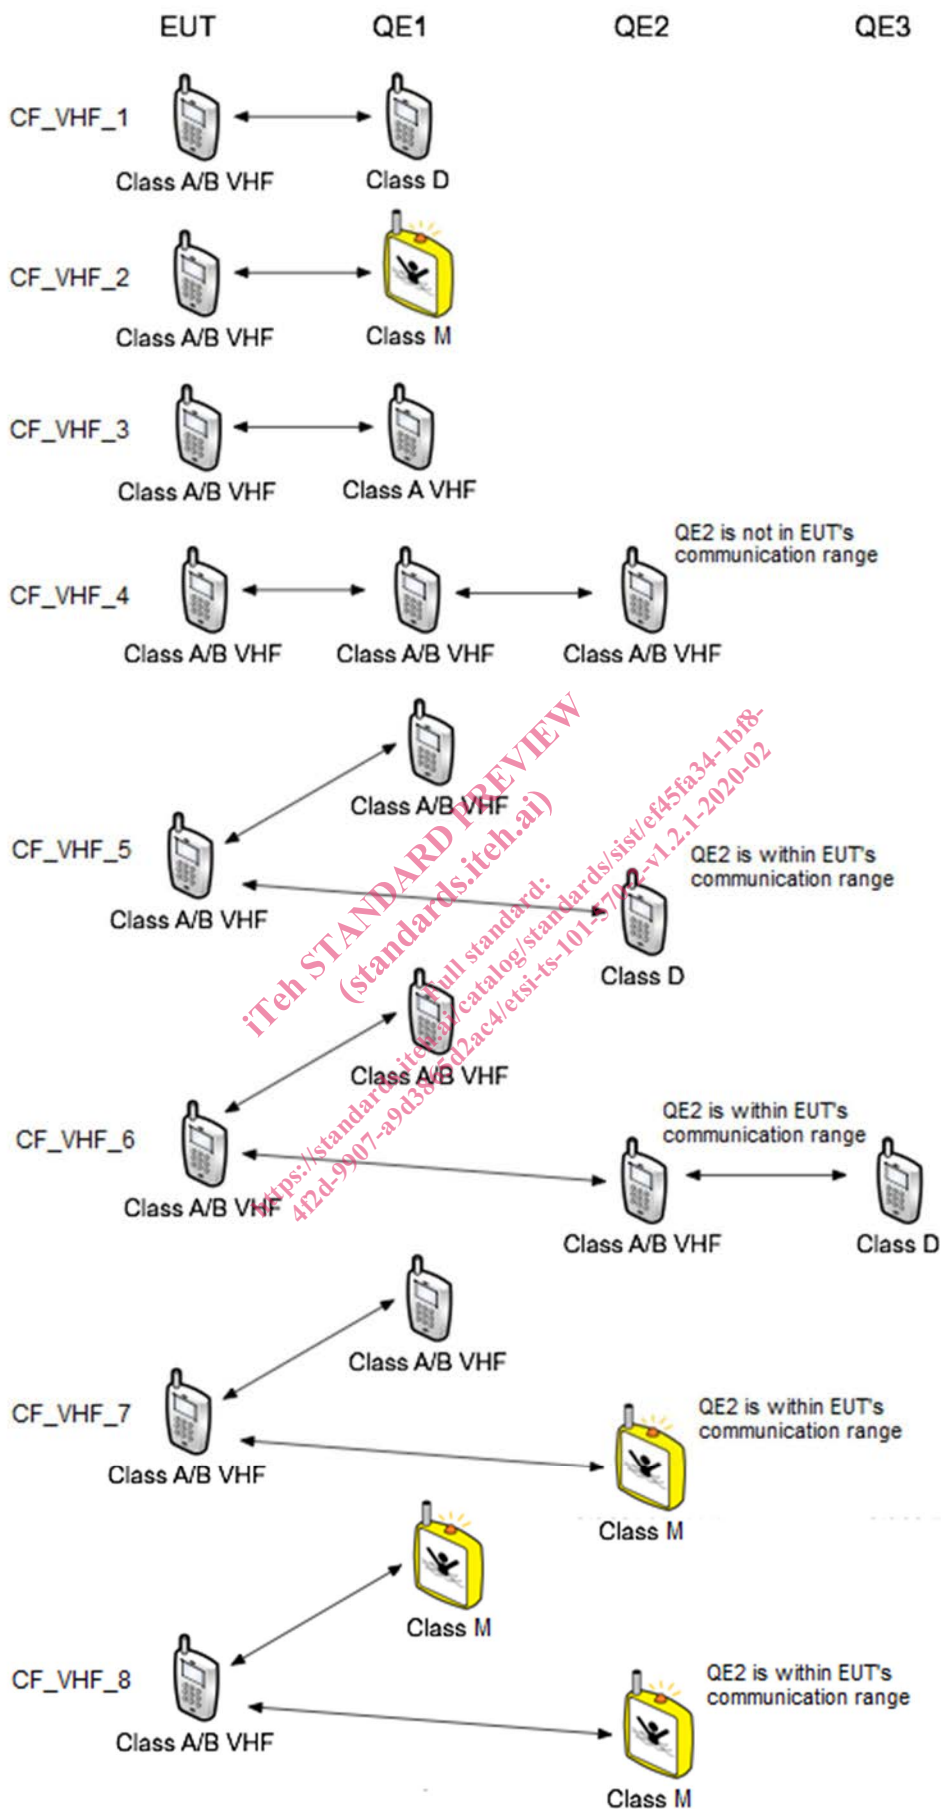 EUT QE1 QE2 QE3
CF_VHF_1
Class A/B VHF Class D
CF_VHF_2
Class A/B VHF Class M
CF_VHF_3
Class A/B VHF Class A VHF
QE2 is not in EUT's
communication range
CF_VHF_4
Class A/B VHF Class A/B VHF Class A/B VHF
Class A/B VHF
CF_VHF_5
QE2 is within EUT's
communication range
Class A/B VHF
Class D
Class A/B VHF
CF_VHF_6
QE2 is within EUT's
communication range
Class A/B VHF
Class A/B VHF Class D
Class A/B VHF
CF_VHF_7
QE2 is within EUT's
communication range
Class A/B VHF
Class M
Class M
CF_VHF_8
QE2 is within EUT's
communication range
Class A/B VHF
Class M
iTeh STANDARD PREVIEW
(standards.iteh.ai)
Full standard: